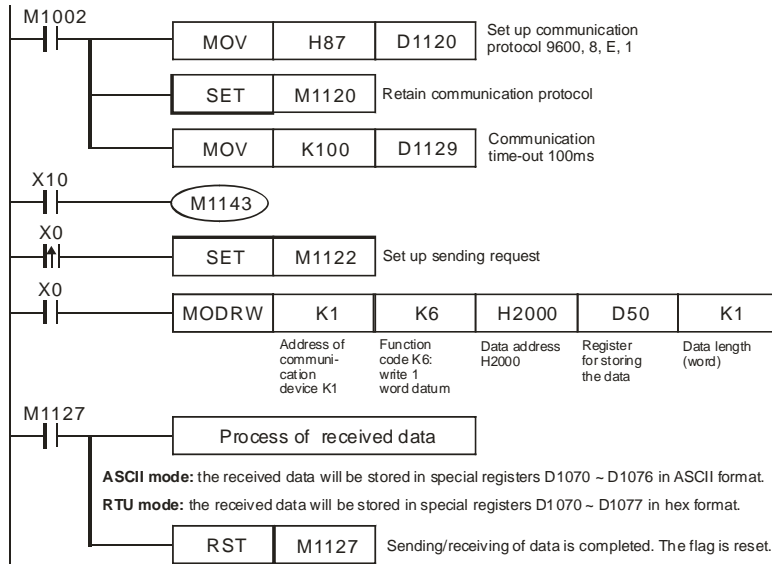 M1002
MOV H87 D1120 Set up communication
protocol 9600, 8, E, 1
SET M1120 Retain communication protocol
MOV K100 D1129 Communication
time-out 100ms
X10
M1143
X0
SET M1122 Set up sending request
X0
MODRW K1 K6 H2000 D50 K1
Address of
communi-
cation
device K1
Function
code K6:
write 1
word datum
Data address
H2000
Register
for storing
the data
Data length
(word)
M1127
Process of received data
ASCII mode: the received data will be stored in special registers D1070 ~ D1076 in ASCII format.
RTU mode: the received data will be stored in special registers D1070 ~ D1077 in hex format.
RST M1127 Sending/receiving of data is completed. The flag is reset.